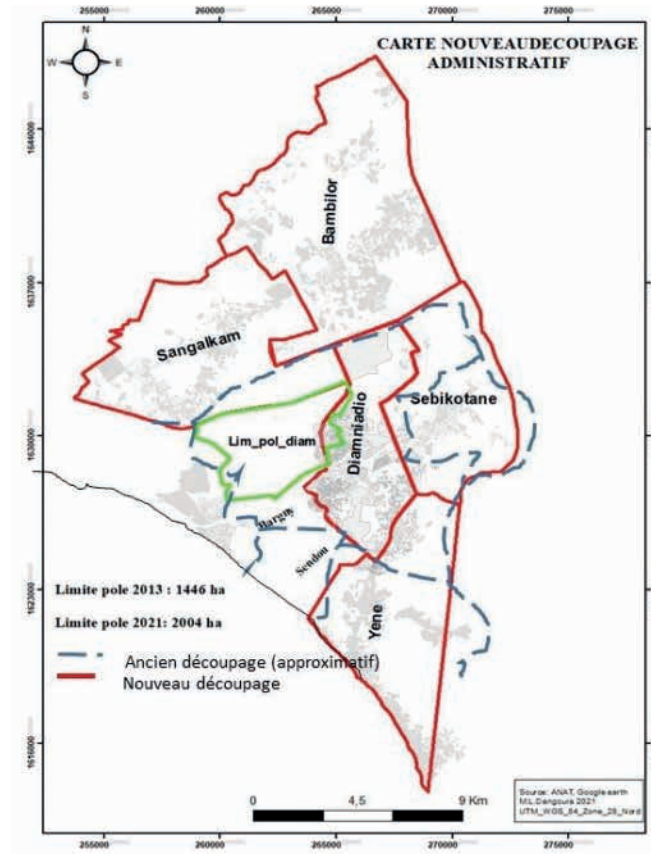 255000 260000 265000 270000 275000
CARTE NOUVEAUDECOUPAGE
ADMINISTRATIF
N
W E
S
1644000
Bambilor
1637000
Sangalkam
Sebikotane
Diamniadio
1630000
Lim_pol_diam
Bargny
Sendou
Limite pole 2013 : 1446 ha
1623000
Yene
Limite pole 2021: 2004 ha
Ancien découpage (approximatif)
Nouveau découpage
1616000
0 4,5 9 Km
Source: ANAT, Google earth
M.L.Dangoura 2021
UTM_WGS_84_Zone_28_Nord
255000 260000 265000 270000 275000